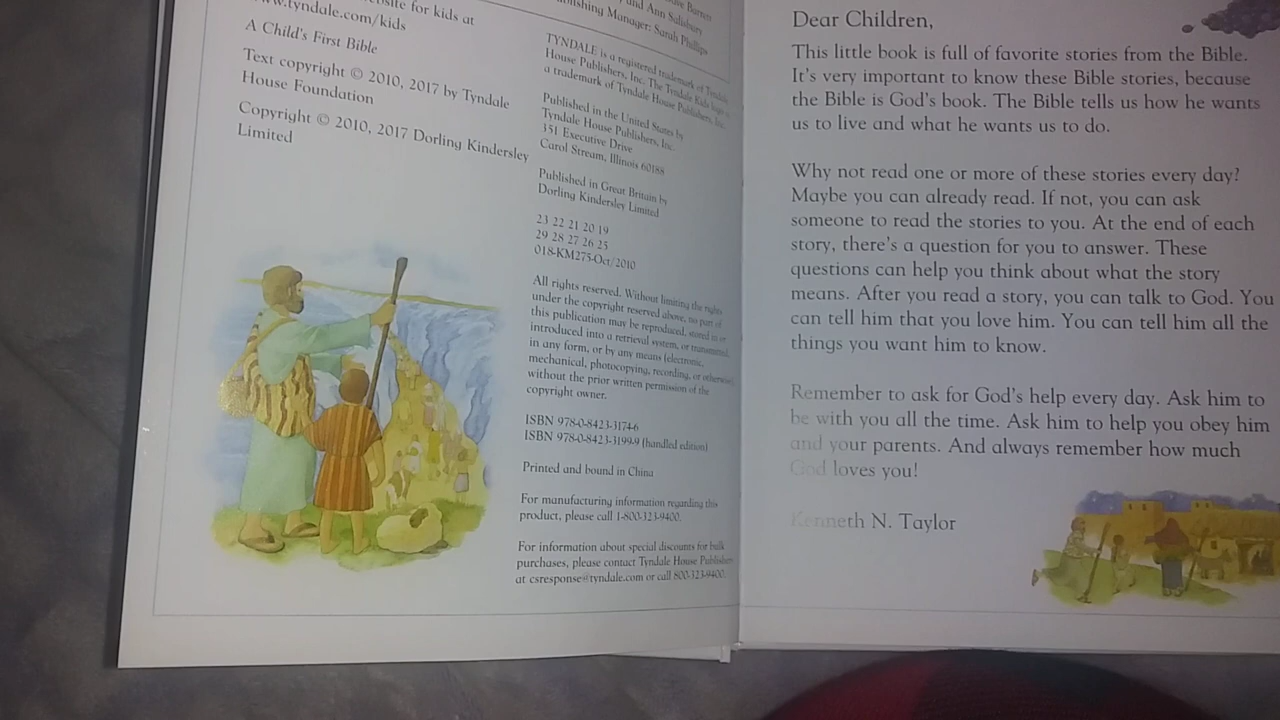 website for kids at
www.tyndale.com/kids
A Child's First Bible
Text copyright © 2010, 2017 by Tyndale
House Foundation
Copyright © 2010, 2017 Dorling Kindersley
Limited
and Ann Salisbury
Publishing Manager: Sarah Phillips
TYNDALE is a registered trademark of Tyndale
House Publishers, Inc. The Tyndale Kids logo is
a trademark of Tyndale House Publishers, Inc.
Published in the United States by
Tyndale House Publishers, Inc.
351 Executive Drive
Carol Stream, Illinois 60188
Published in Great Britain by
Dorling Kindersley Limited
23 22 21 20 19
29 28 27 26 25
018-KM275-Oct/2010
All rights reserved. Without limiting the rights
under the copyright reserved above, no part of
this publication may be reproduced, stored in or
introduced into a retrieval system, or transmitted,
in any form, or by any means (electronic,
mechanical, photocopying, recording, or otherwise)
without the prior written permission of the
copyright owner.
ISBN 978-0-8423-3174-6
ISBN 978-0-8423-3199-9 (handled edition)
Printed and bound in China
For manufacturing information regarding this
product, please call 1-800-323-9400.
For information about special discounts for bulk
purchases, please contact Tyndale House Publishers
at csresponse@tyndale.com or call 800-323-9400.
Dear Children,
This little book is full of favorite stories from the Bible.
It's very important to know these Bible stories, because
the Bible is God's book. The Bible tells us how he wants
us to live and what he wants us to do.
Why not read one or more of these stories every day?
Maybe you can already read. If not, you can ask
someone to read the stories to you. At the end of each
story, there's a question for you to answer. These
questions can help you think about what the story
means. After you read a story, you can talk to God. You
can tell him that you love him. You can tell him all the
things you want him to know.
Remember to ask for God's help every day. Ask him to
be with you all the time. Ask him to help you obey him
and your parents. And always remember how much
God loves you!
Kenneth N. Taylor